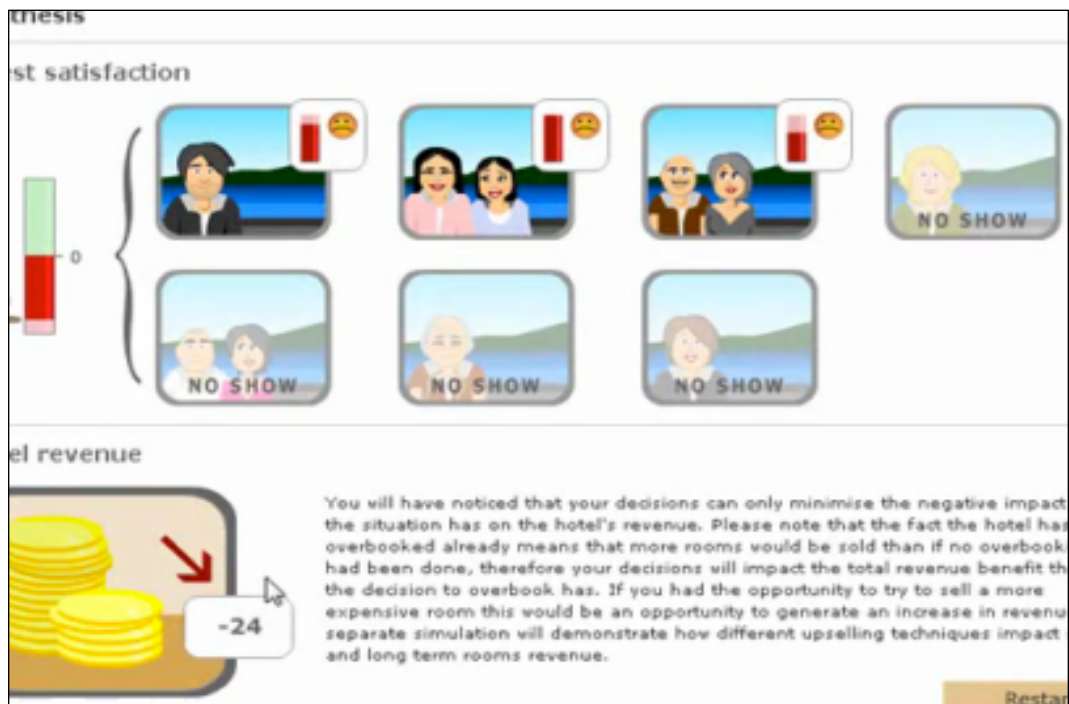 thesis
st satisfaction
0
NO SHOW
NO SHOW
NO SHOW
NO SHOW
el revenue
You will have noticed that your decisions can only minimise the negative impact
the situation has on the hotel's revenue. Please note that the fact the hotel has
overbooked already means that more rooms would be sold than if no overbook
had been done, therefore your decisions will impact the total revenue benefit th
the decision to overbook has. If you had the opportunity to try to sell a more
expensive room this would be an opportunity to generate an increase in revenu
separate simulation will demonstrate how different upselling techniques impact
and long term rooms revenue.
-24
Restar